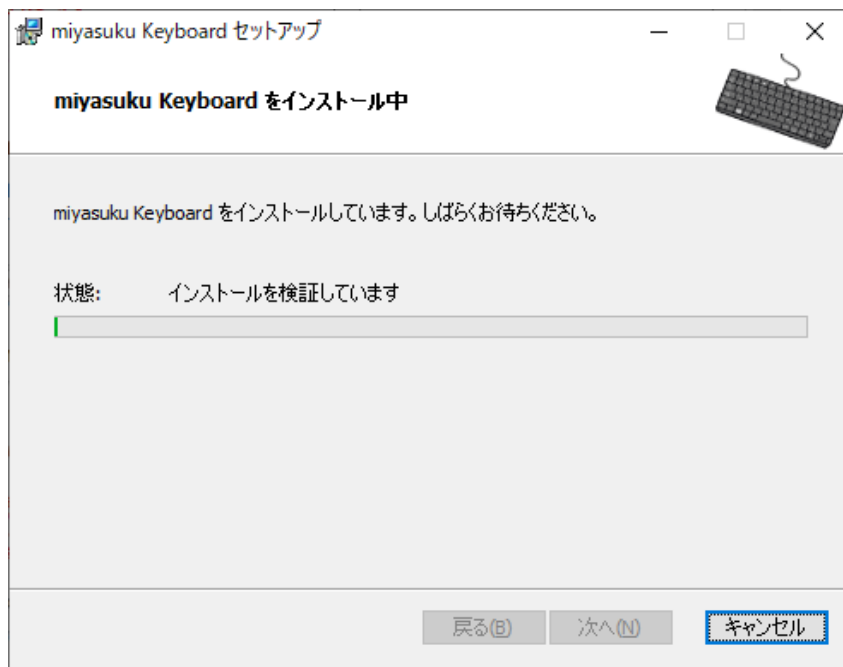 miyasuku Keyboard セットアップ
miyasuku Keyboard をインストール中
miyasuku Keyboard をインストールしています。しばらくお待ちください。
状態: インストールを検証しています
戻る(B) 次へ(N) キャンセル